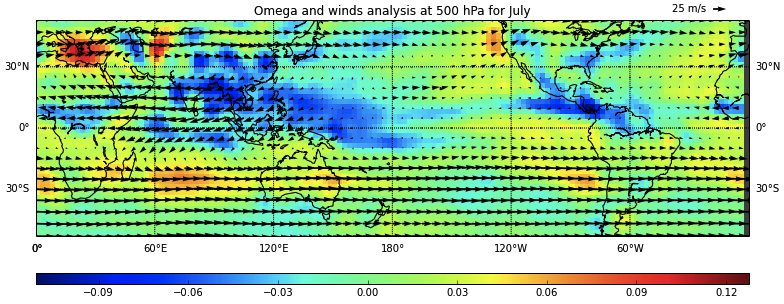 Omega and winds analysis at 500 hPa for July
25 m/s
30°N 30°N
0° 0°
30°S 30°S
0° 60°E 120°E 180° 120°W 60°W
−0.09 −0.06 −0.03 0.00 0.03 0.06 0.09 0.12